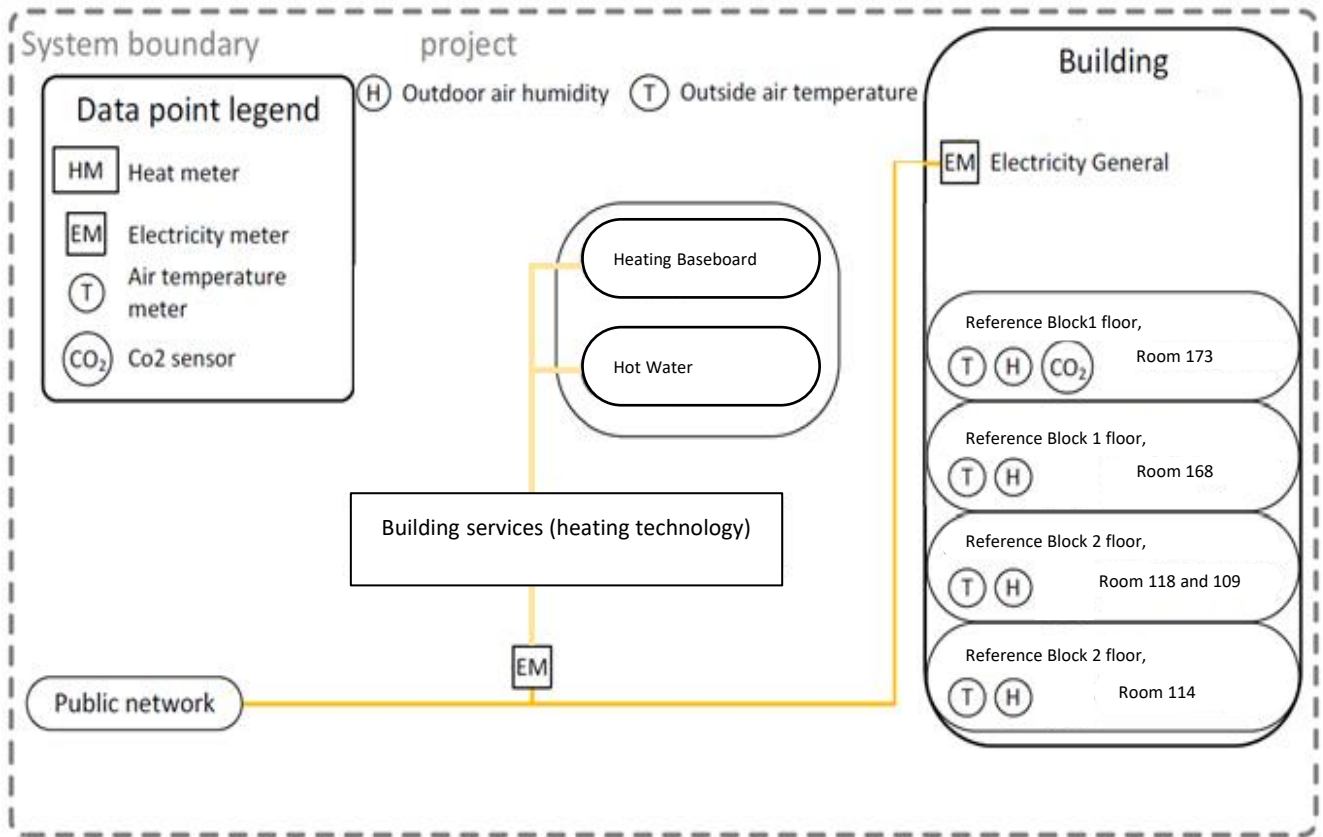 System boundary project
Data point legend
HM Heat meter
EM Electricity meter
T Air temperature
meter
CO₂ Co2 sensor
H Outdoor air humidity T Outside air temperature
Building
EM Electricity General
Heating Baseboard
Hot Water
Building services (heating technology)
EM
Public network
Reference Block1 floor,
T H CO₂ Room 173
Reference Block 1 floor,
T H Room 168
Reference Block 2 floor,
T H Room 118 and 109
Reference Block 2 floor,
T H Room 114